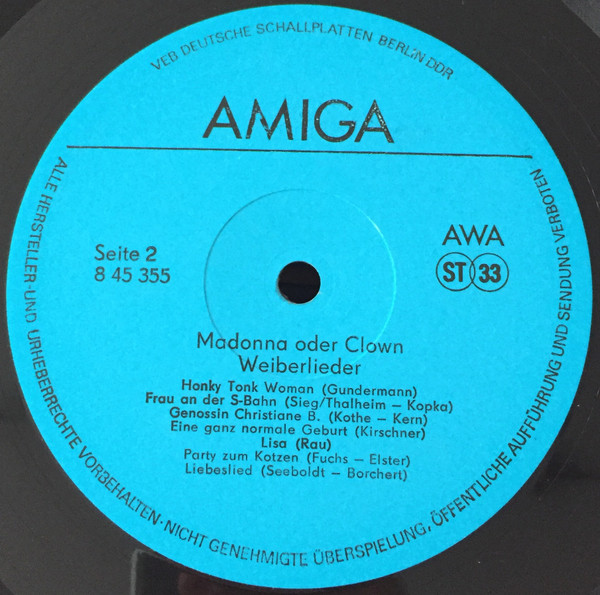 VEB DEUTSCHE SCHALLPLATTEN BERLIN DDR
AMIGA
Seite 2
8 45 355
AWA
ST 33
Madonna oder Clown
Weiberlieder
Honky Tonk Woman (Gundermann)
Frau an der S-Bahn (Sieg/Thalheim – Kopka)
Genossin Christiane B. (Kothe – Kern)
Eine ganz normale Geburt (Kirschner)
Lisa (Rau)
Party zum Kotzen (Fuchs – Elster)
Liebeslied (Seeboldt – Borchert)
ALLE HERSTELLER-UND URHEBERRECHTE VORBEHALTEN·NICHT GENEHMIGTE ÜBERSPIELUNG, ÖFFENTLICHE AUFFÜHRUNG UND SENDUNG VERBOTEN